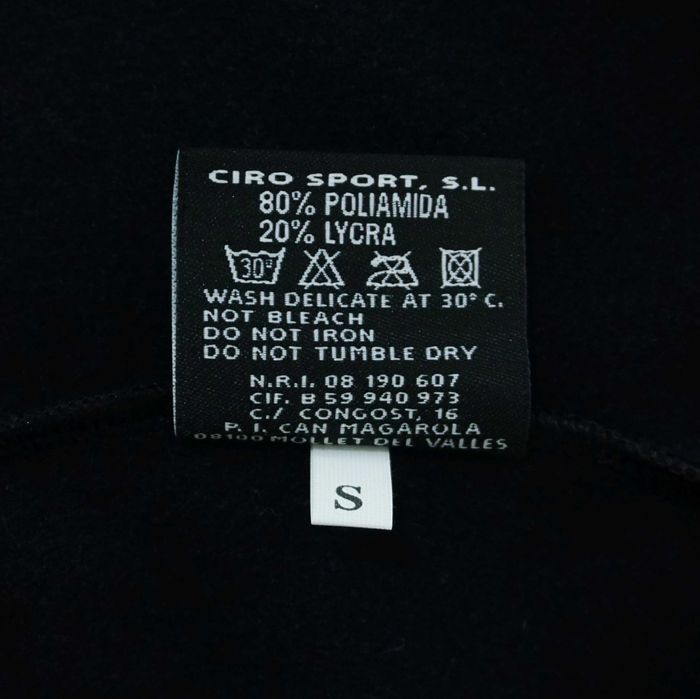 CIRO SPORT, S.L.
80% POLIAMIDA
20% LYCRA
30°
WASH DELICATE AT 30° C.
NOT BLEACH
DO NOT IRON
DO NOT TUMBLE DRY
N.R.I. 08 190 607
CIF. B 59 940 973
C./ CONGOST, 16
P. I. CAN MAGAROLA
08100 MOLLET DEL VALLES
S